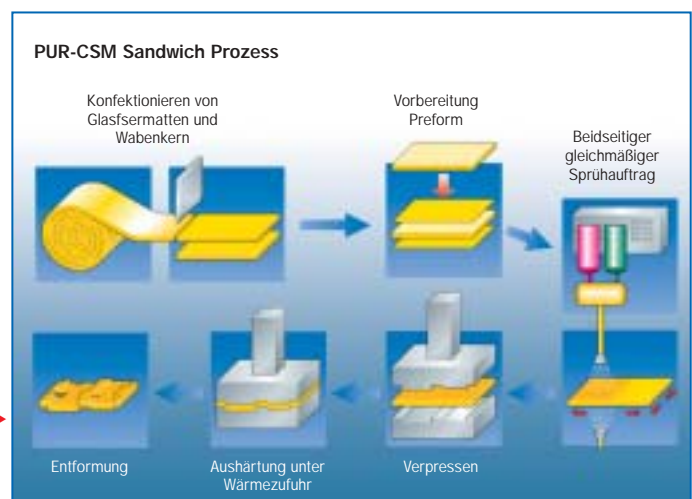 PUR-CSM Sandwich Prozess
Konfektionieren von
Glasfsermatten und
Wabenkern
Vorbereitung
Preform
Beidseitiger
gleichmäßiger
Sprühauftrag
Entformung
Aushärtung unter
Wärmezufuhr
Verpressen